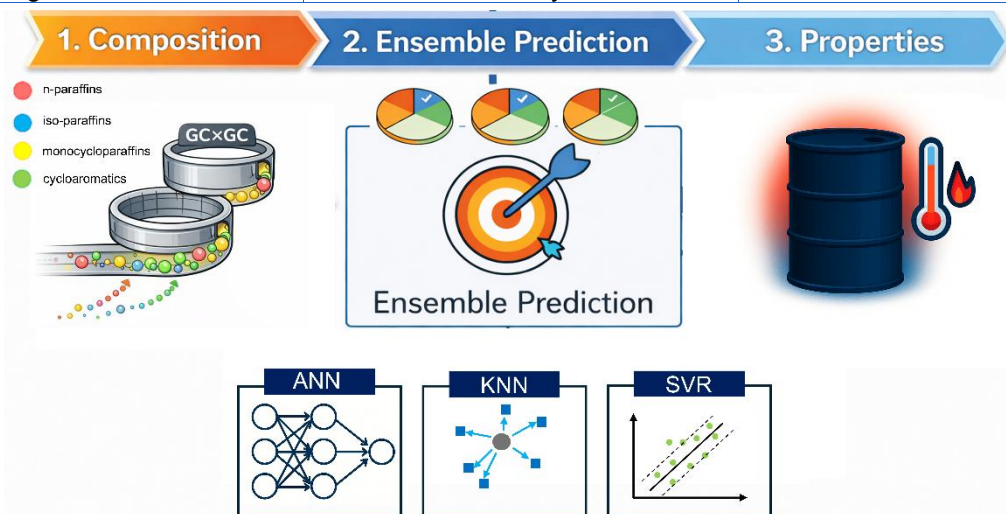 1. Composition
2. Ensemble Prediction
3. Properties
n-paraffins
iso-paraffins
monocycloparaffins
cycloaromatics
GC×GC
Ensemble Prediction
ANN
KNN
SVR